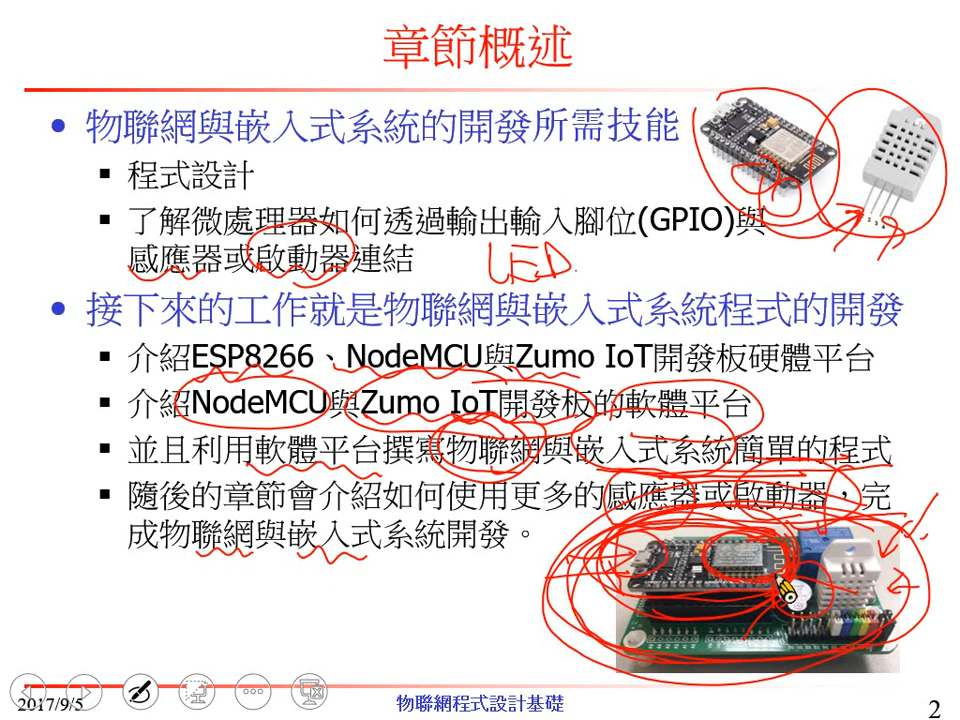 章節概述
物聯網與嵌入式系統的開發所需技能
程式設計
了解微處理器如何透過輸出輸入腳位(GPIO)與
感應器或啟動器連結
LED
接下來的工作就是物聯網與嵌入式系統程式的開發
介紹ESP8266、NodeMCU與Zumo IoT開發板硬體平台
介紹NodeMCU與Zumo IoT開發板的軟體平台
並且利用軟體平台撰寫物聯網與嵌入式系統簡單的程式
隨後的章節會介紹如何使用更多的感應器或啟動器，完
成物聯網與嵌入式系統開發。
2017/9/5
物聯網程式設計基礎
2